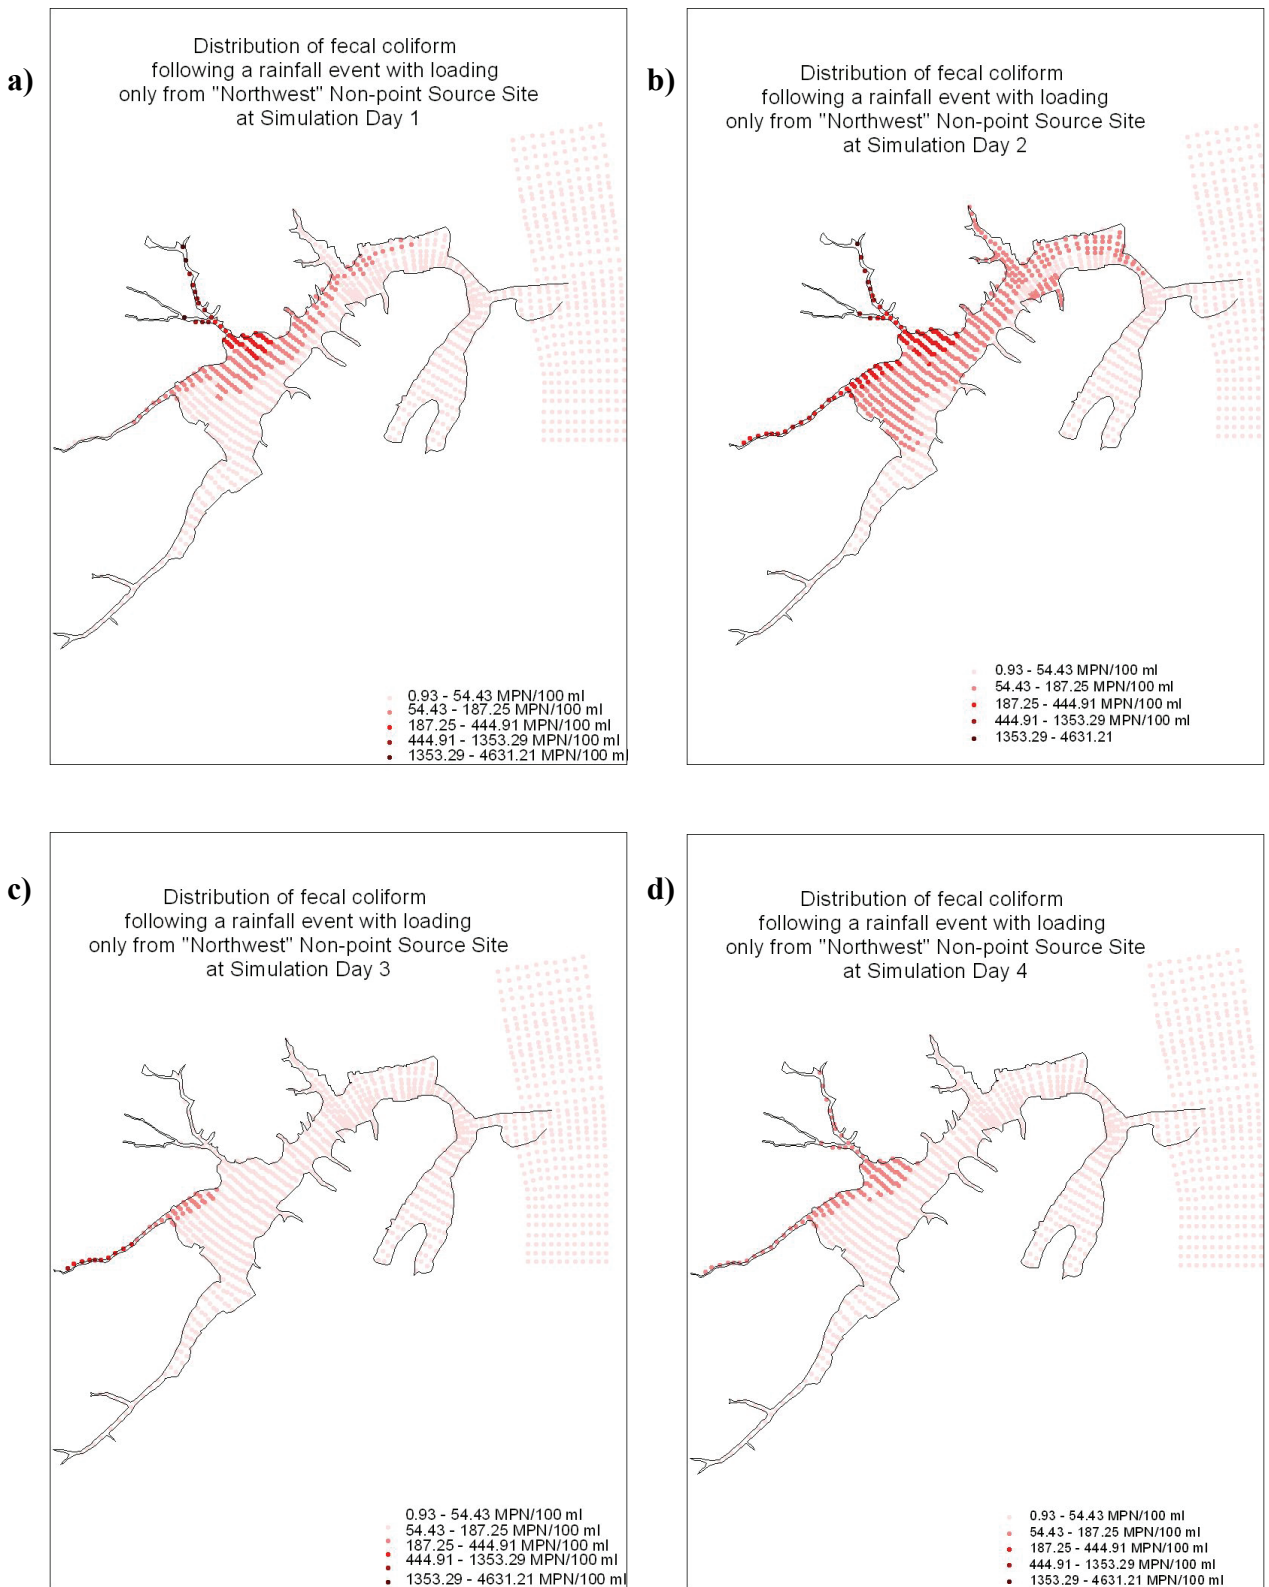 a)
Distribution of fecal coliform
following a rainfall event with loading
only from "Northwest" Non-point Source Site
at Simulation Day 1
0.93 - 54.43 MPN/100 ml
54.43 - 187.25 MPN/100 ml
187.25 - 444.91 MPN/100 ml
444.91 - 1353.29 MPN/100 ml
1353.29 - 4631.21 MPN/100 ml
b)
Distribution of fecal coliform
following a rainfall event with loading
only from "Northwest" Non-point Source Site
at Simulation Day 2
0.93 - 54.43 MPN/100 ml
54.43 - 187.25 MPN/100 ml
187.25 - 444.91 MPN/100 ml
444.91 - 1353.29 MPN/100 ml
1353.29 - 4631.21
c)
Distribution of fecal coliform
following a rainfall event with loading
only from "Northwest" Non-point Source Site
at Simulation Day 3
0.93 - 54.43 MPN/100 ml
54.43 - 187.25 MPN/100 ml
187.25 - 444.91 MPN/100 ml
444.91 - 1353.29 MPN/100 ml
1353.29 - 4631.21 MPN/100 ml
d)
Distribution of fecal coliform
following a rainfall event with loading
only from "Northwest" Non-point Source Site
at Simulation Day 4
0.93 - 54.43 MPN/100 ml
54.43 - 187.25 MPN/100 ml
187.25 - 444.91 MPN/100 ml
444.91 - 1353.29 MPN/100 ml
1353.29 - 4631.21 MPN/100 ml